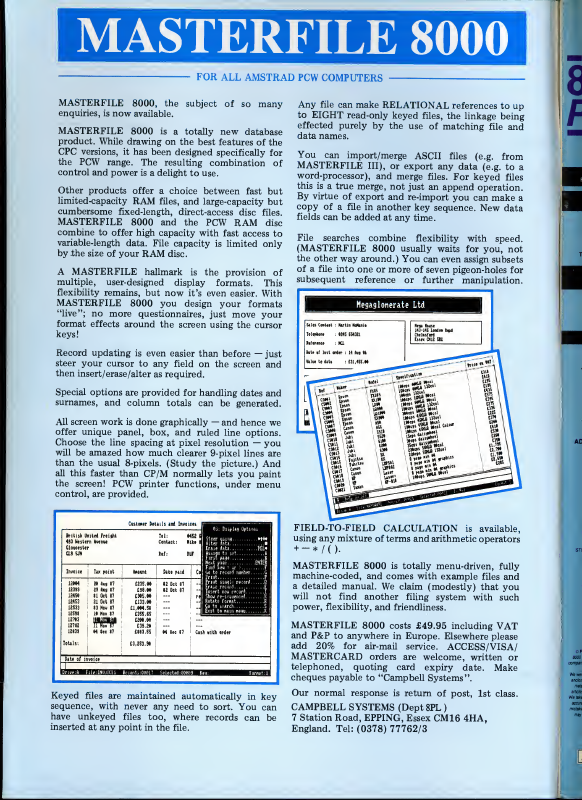 MASTERFILE 8000
FOR ALL AMSTRAD PCW COMPUTERS
MASTERFILE 8000, the subject of so many
enquiries, is now available.
MASTERFILE 8000 is a totally new database
product. While drawing on the best features of the
CPC versions, it has been designed specifically for
the PCW range. The resulting combination of
control and power is a delight to use.
Other products offer a choice between fast but
limited-capacity RAM files, and large-capacity but
cumbersome fixed-length, direct-access disc files.
MASTERFILE 8000 and the PCW RAM disc
combine to offer high capacity with fast access to
variable-length data. File capacity is limited only
by the size of your RAM disc.
A MASTERFILE hallmark is the provision of
multiple, user-designed display formats. This
flexibility remains, but now it's even easier. With
MASTERFILE 8000 you design your formats
"live"; no more questionnaires, just move your
format effects around the screen using the cursor
keys!
Record updating is even easier than before — just
steer your cursor to any field on the screen and
then insert/erase/alter as required.
Special options are provided for handling dates and
surnames, and column totals can be generated.
All screen work is done graphically — and hence we
offer unique panel, box, and ruled line options.
Choose the line spacing at pixel resolution — you
will be amazed how much clearer 9-pixel lines are
than the usual 8-pixels. (Study the picture.) And
all this faster than CP/M normally lets you paint
the screen! PCW printer functions, under menu
control, are provided.
Customer Details and Invoices
British United Freight
483 Western Avenue
Gloucester
Tel:
Contact:
Ref: BUF
Invoice Tax point Amount Date paid
Cash with order
Totals:
Date of invoice
Keyed files are maintained automatically in key
sequence, with never any need to sort. You can
have unkeyed files too, where records can be
inserted at any point in the file.
Any file can make RELATIONAL references to up
to EIGHT read-only keyed files, the linkage being
effected purely by the use of matching file and
data names.
You can import/merge ASCII files (e.g. from
MASTERFILE III), or export any data (e.g. to a
word-processor), and merge files. For keyed files
this is a true merge, not just an append operation.
By virtue of export and re-import you can make a
copy of a file in another key sequence. New data
fields can be added at any time.
File searches combine flexibility with speed.
(MASTERFILE 8000 usually waits for you, not
the other way around.) You can even assign subsets
of a file into one or more of seven pigeon-holes for
subsequent reference or further manipulation.
Megaglomerate Ltd
Sales Contact : Martin McManis
Telephone
Reference
Date of last order : 14 Aug 86
Value to date
Mega House
Chelmsford
FIELD-TO-FIELD CALCULATION is available,
using any mixture of terms and arithmetic operators
+ − * / ( ).
MASTERFILE 8000 is totally menu-driven, fully
machine-coded, and comes with example files and
a detailed manual. We claim (modestly) that you
will not find another filing system with such
power, flexibility, and friendliness.
MASTERFILE 8000 costs £49.95 including VAT
and P&P to anywhere in Europe. Elsewhere please
add 20% for air-mail service. ACCESS/VISA/
MASTERCARD orders are welcome, written or
telephoned, quoting card expiry date. Make
cheques payable to "Campbell Systems".
Our normal response is return of post, 1st class.
CAMPBELL SYSTEMS (Dept 8PL)
7 Station Road, EPPING, Essex CM16 4HA,
England. Tel: (0378) 77762/3